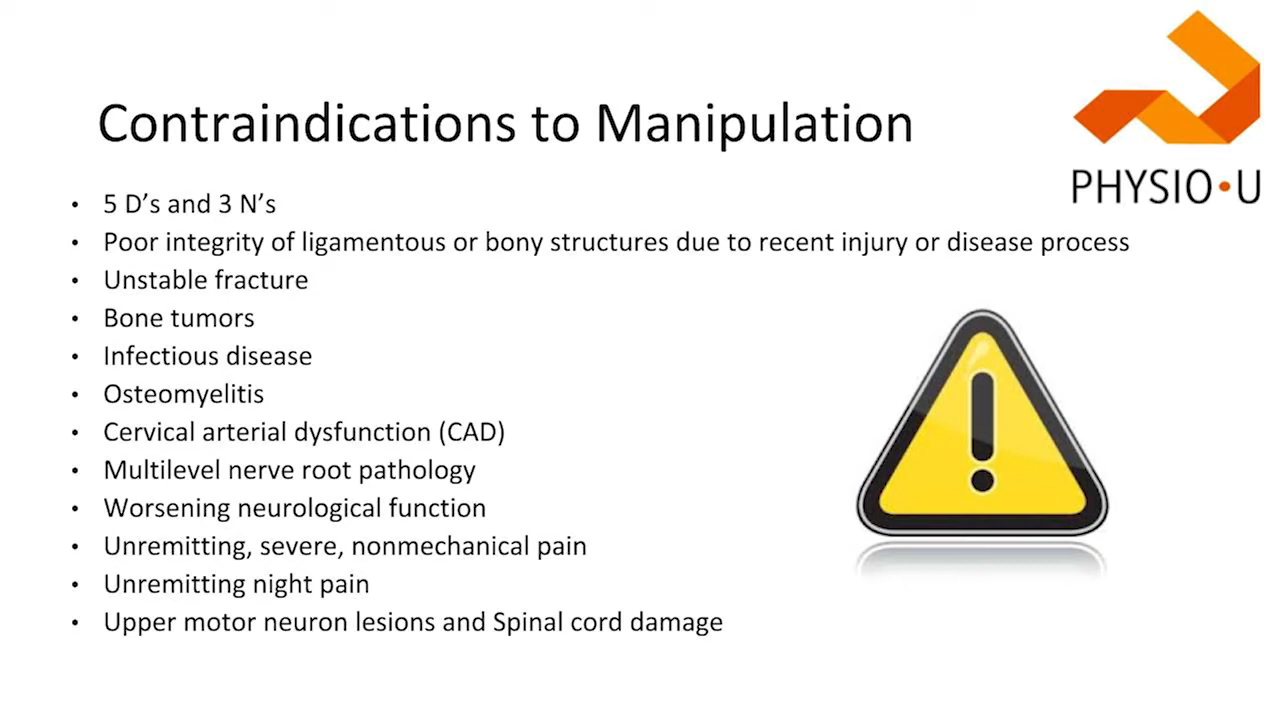 Contraindications to Manipulation
PHYSIO•U
• 5 D’s and 3 N’s
• Poor integrity of ligamentous or bony structures due to recent injury or disease process
• Unstable fracture
• Bone tumors
• Infectious disease
• Osteomyelitis
• Cervical arterial dysfunction (CAD)
• Multilevel nerve root pathology
• Worsening neurological function
• Unremitting, severe, nonmechanical pain
• Unremitting night pain
• Upper motor neuron lesions and Spinal cord damage